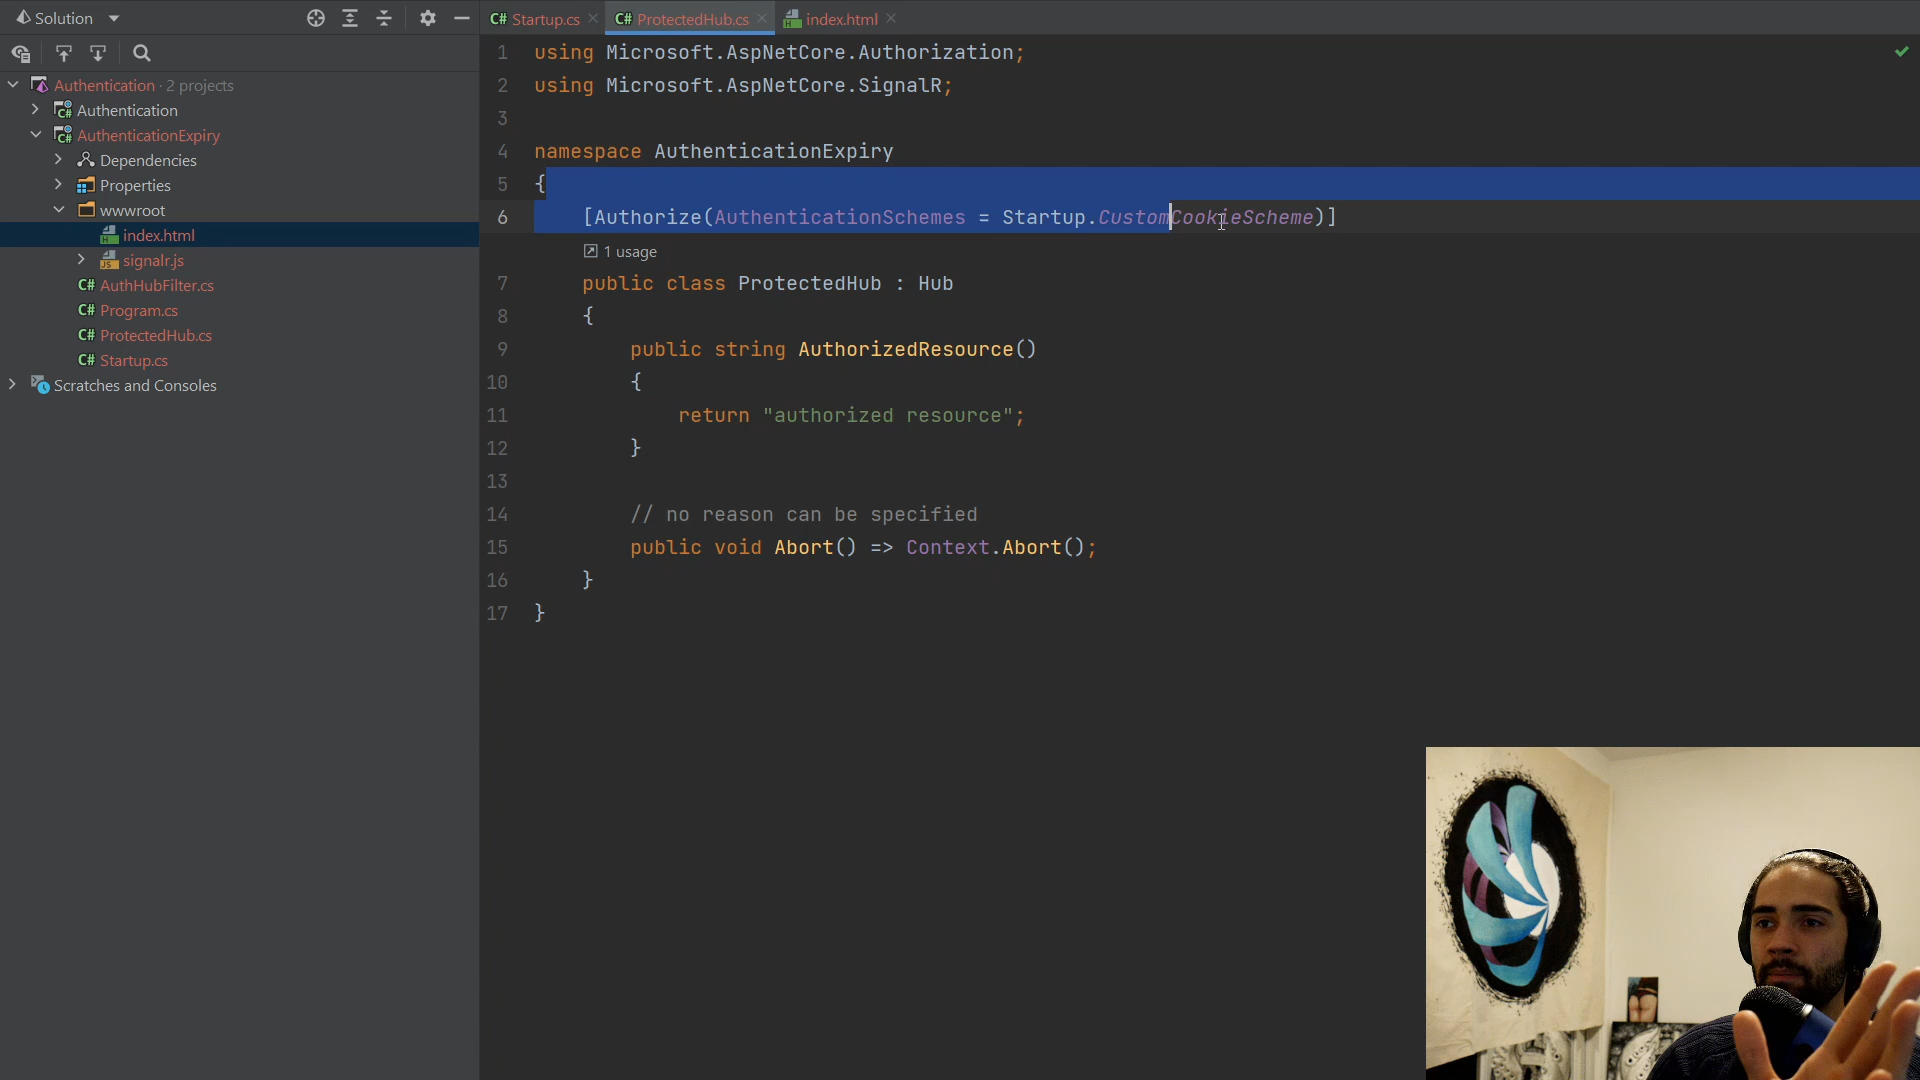 Solution
Startup.cs
ProtectedHub.cs
index.html
Authentication · 2 projects
Authentication
AuthenticationExpiry
Dependencies
Properties
wwwroot
index.html
signalr.js
C# AuthHubFilter.cs
C# Program.cs
C# ProtectedHub.cs
C# Startup.cs
Scratches and Consoles
1 using Microsoft.AspNetCore.Authorization;
2 using Microsoft.AspNetCore.SignalR;
3
4 namespace AuthenticationExpiry
5 {
6 [Authorize(AuthenticationSchemes = Startup.CustomCookieScheme)]
1 usage
7 public class ProtectedHub : Hub
8 {
9 public string AuthorizedResource()
10 {
11 return "authorized resource";
12 }
13
14 // no reason can be specified
15 public void Abort() => Context.Abort();
16 }
17 }